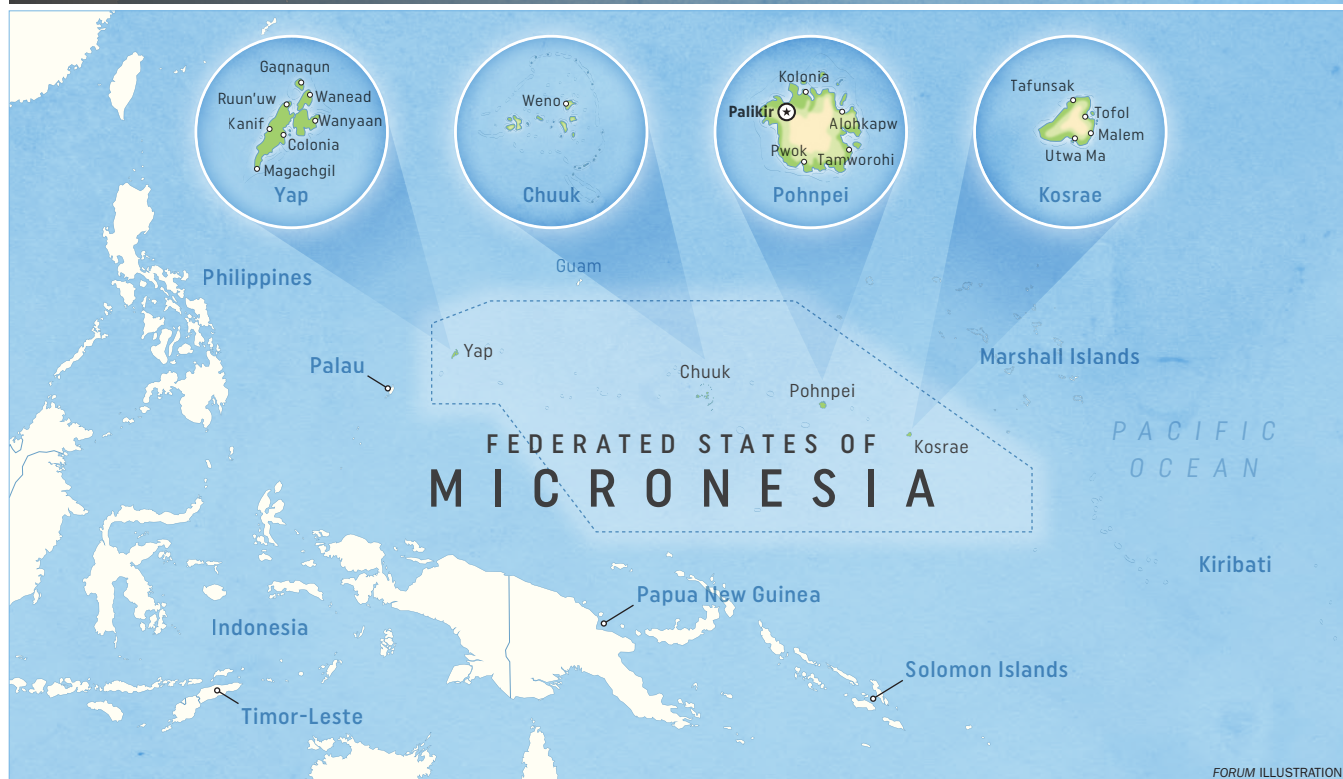 Gaqnaqun
Ruun'uw
Wanead
Kanif
Wanyaan
Colonia
Magachgil
Yap
Weno
Chuuk
Kolonia
Palikir
Alohkapw
Pwok
Tamworohi
Pohnpei
Tafunsak
Tofol
Malem
Utwa Ma
Kosrae
Philippines
Guam
Palau
Yap
Chuuk
Pohnpei
Kosrae
Marshall Islands
FEDERATED STATES OF
MICRONESIA
PACIFIC
OCEAN
Kiribati
Papua New Guinea
Indonesia
Solomon Islands
Timor-Leste
FORUM ILLUSTRATION